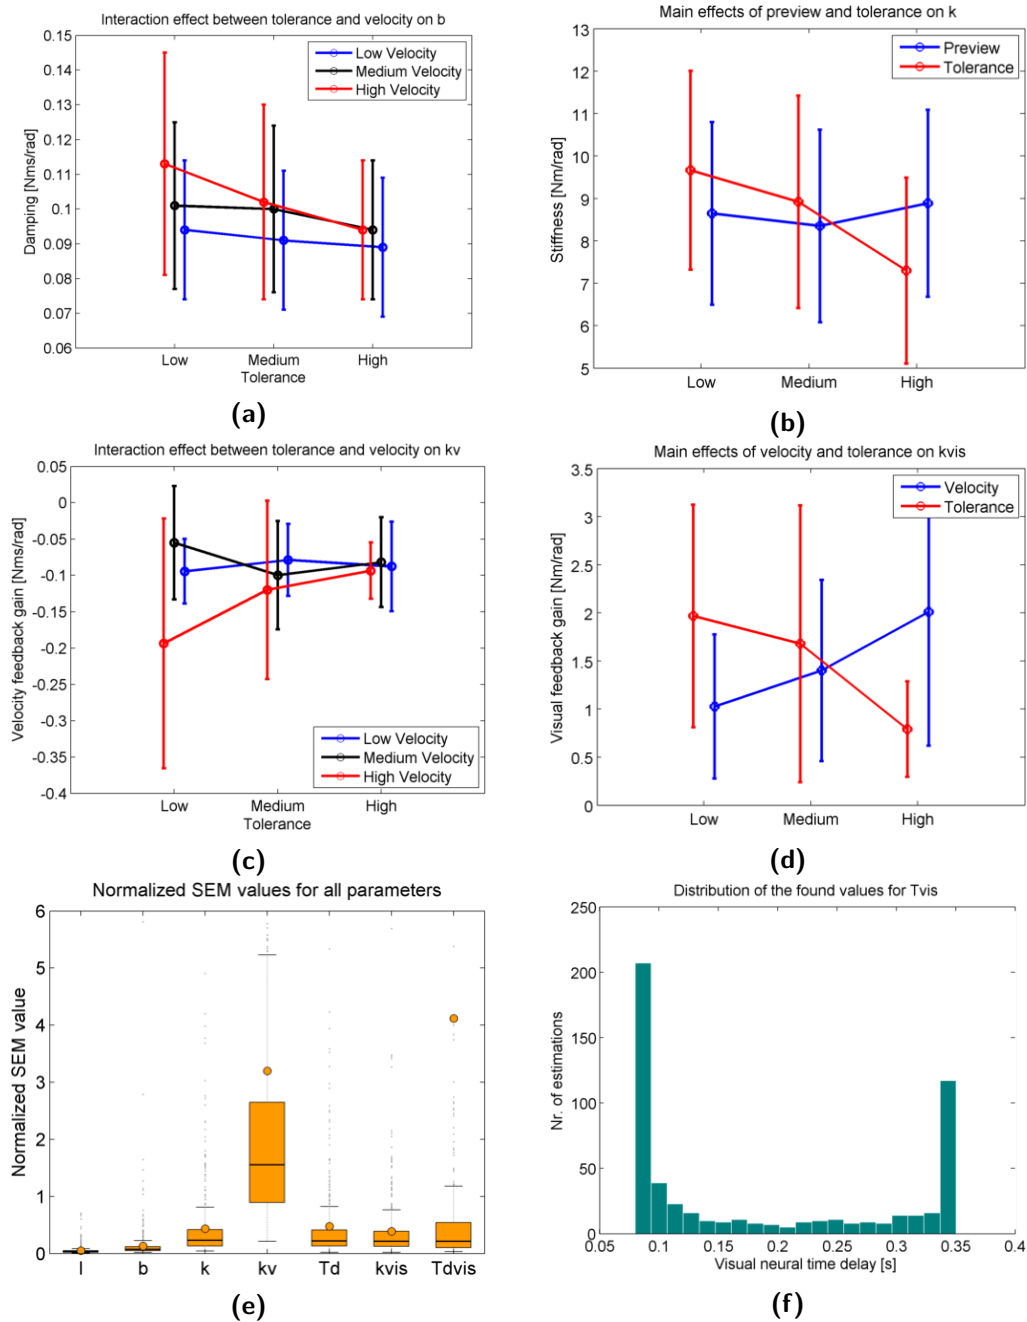 Interaction effect between tolerance and velocity on b
0.15
0.14
0.13
0.12
0.11
0.1
0.09
0.08
0.07
0.06
Damping [Nms/rad]
Low Velocity
Medium Velocity
High Velocity
Low Medium High
Tolerance
(a)
Main effects of preview and tolerance on k
13
12
11
10
9
8
7
6
5
Stiffness [Nm/rad]
Preview
Tolerance
Low Medium High
(b)
Interaction effect between tolerance and velocity on kv
0.05
0
-0.05
-0.1
-0.15
-0.2
-0.25
-0.3
-0.35
-0.4
Velocity feedback gain [Nms/rad]
Low Velocity
Medium Velocity
High Velocity
Low Medium High
Tolerance
(c)
Main effects of velocity and tolerance on kvis
3.5
3
2.5
2
1.5
1
0.5
0
Visual feedback gain [Nm/rad]
Velocity
Tolerance
Low Medium High
(d)
Normalized SEM values for all parameters
6
5
4
3
2
1
0
Normalized SEM value
I b k kv Td kvis Tdvis
(e)
Distribution of the found values for Tvis
250
200
150
100
50
0
Nr. of estimations
0.05 0.1 0.15 0.2 0.25 0.3 0.35 0.4
Visual neural time delay [s]
(f)